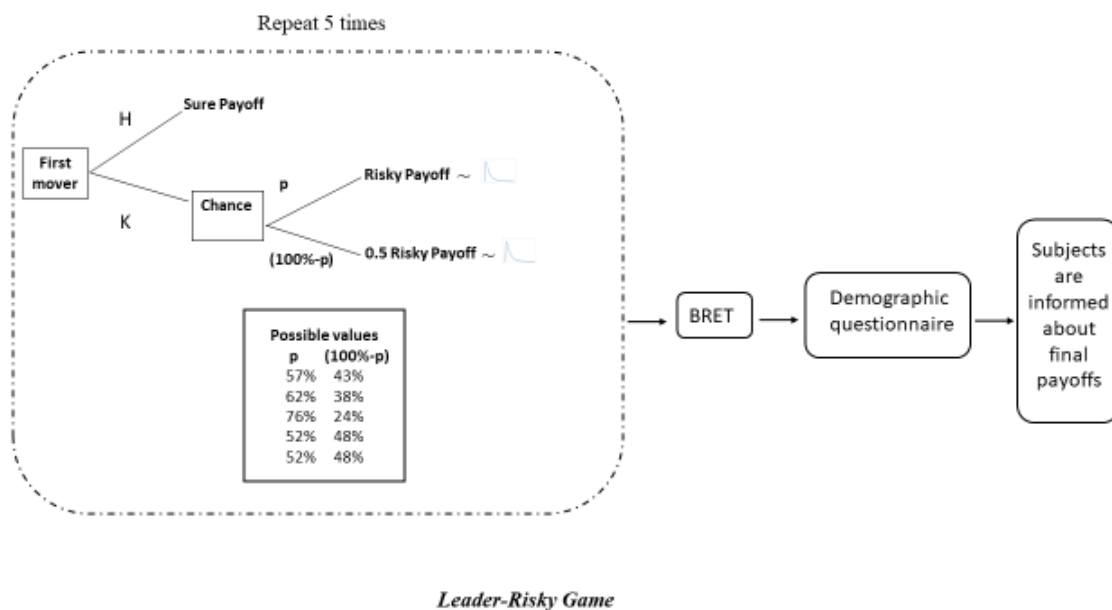 Repeat 5 times
H
Sure Payoff
First
mover
K
Chance
p
Risky Payoff ~
(100%-p)
0.5 Risky Payoff ~
Possible values
p (100%-p)
57% 43%
62% 38%
76% 24%
52% 48%
52% 48%
BRET
Demographic
questionnaire
Subjects
are
informed
about
final
payoffs
Leader-Risky Game